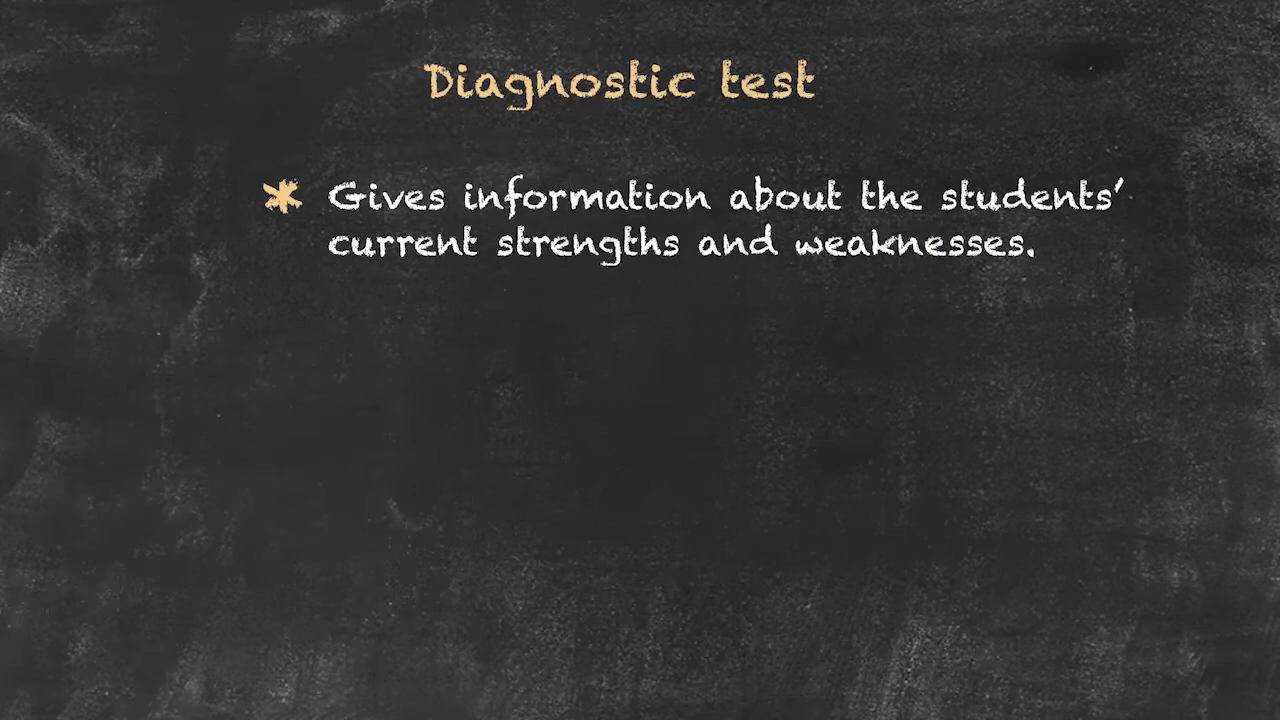 Diagnostic test
* Gives information about the students’
current strengths and weaknesses.